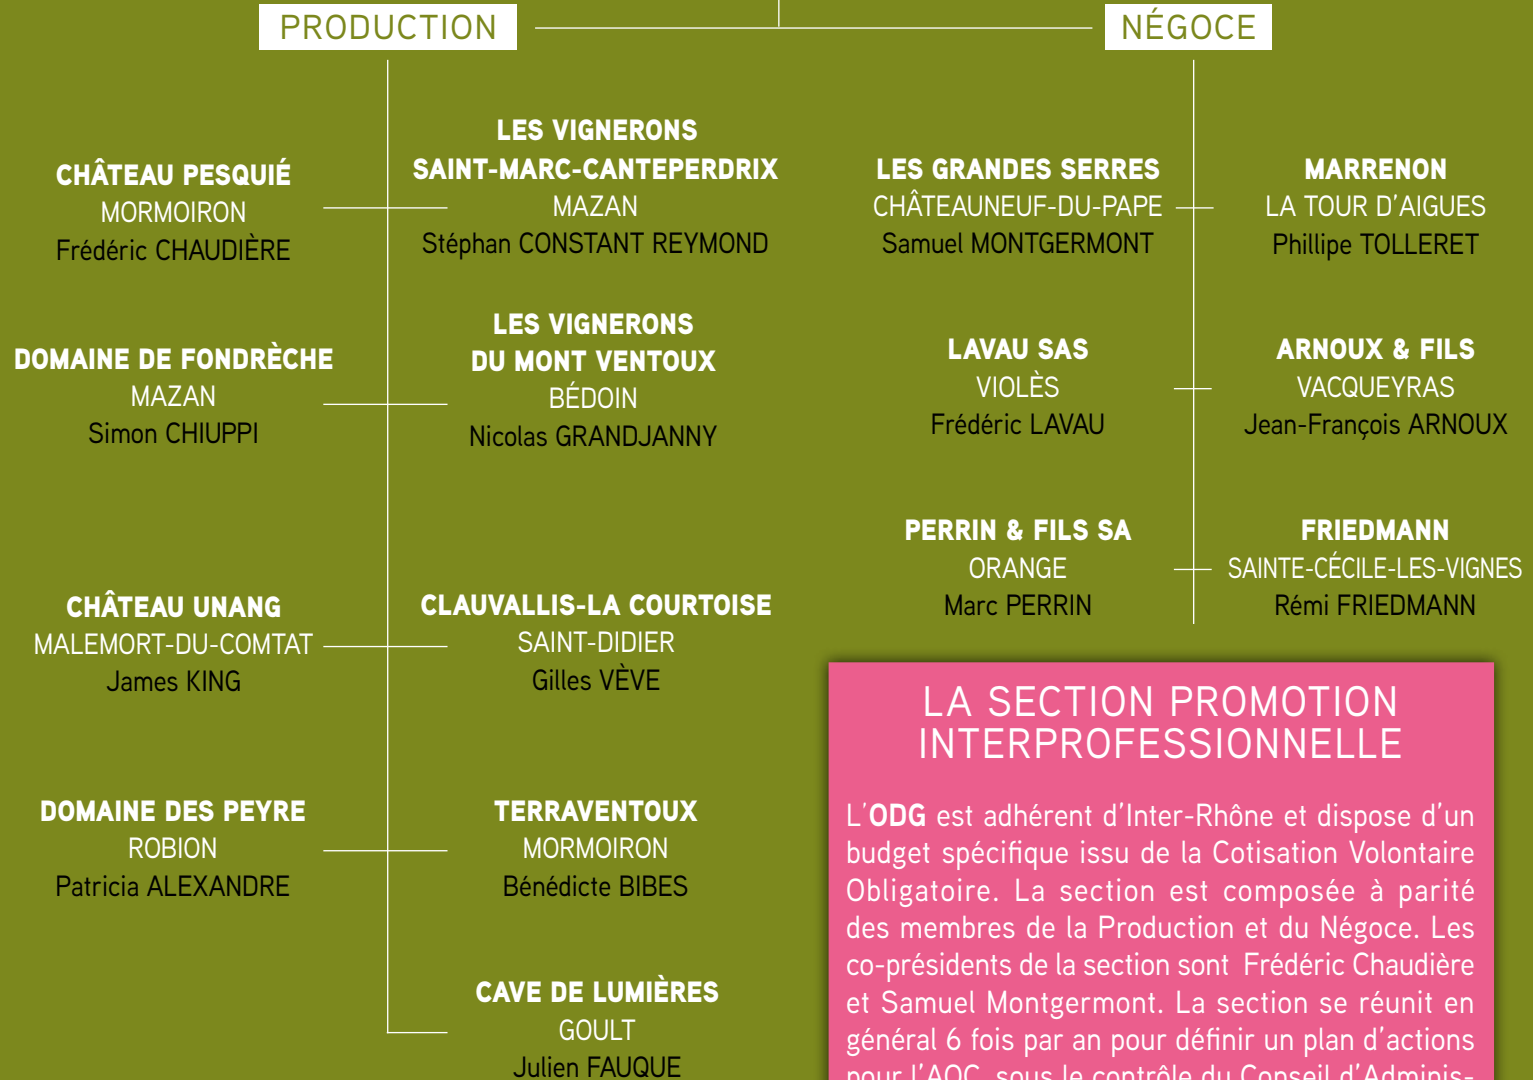 PRODUCTION
CHÂTEAU PESQUIÉ
MORMOIRON
Frédéric CHAUDIÈRE
LES VIGNERONS
SAINT-MARC-CANTEPERDRIX
MAZAN
Stéphan CONSTANT REYMOND
DOMAINE DE FONDRÈCHE
MAZAN
Simon CHIUPPI
LES VIGNERONS
DU MONT VENTOUX
BÉDOIN
Nicolas GRANDJANNY
CHÂTEAU UNANG
MALEMORT-DU-COMTAT
James KING
CLAUVALLIS-LA COURTOISE
SAINT-DIDIER
Gilles VÈVE
DOMAINE DES PEYRE
ROBION
Patricia ALEXANDRE
TERRAVENTOUX
MORMOIRON
Bénédicte BIBES
CAVE DE LUMIÈRES
GOULT
Julien FAUQUE
NÉGOCE
LES GRANDES SERRES
CHÂTEAUNEUF-DU-PAPE
Samuel MONTGERMONT
MARRENON
LA TOUR D'AIGUES
Phillipe TOLLERET
LAVAU SAS
VIOLÈS
Frédéric LAVAU
ARNOUX & FILS
VACQUEYRAS
Jean-François ARNOUX
PERRIN & FILS SA
ORANGE
Marc PERRIN
FRIEDMANN
SAINTE-CÉCILE-LES-VIGNES
Rémi FRIEDMANN
LA SECTION PROMOTION
INTERPROFESSIONNELLE
L'ODG est adhérent d'Inter-Rhône et dispose d'un
budget spécifique issu de la Cotisation Volontaire
Obligatoire. La section est composée à parité
des membres de la Production et du Négoce. Les
co-présidents de la section sont Frédéric Chaudière
et Samuel Montgermont. La section se réunit en
général 6 fois par an pour définir un plan d'actions
pour l'AOC, sous le contrôle du Conseil d'Adminis-